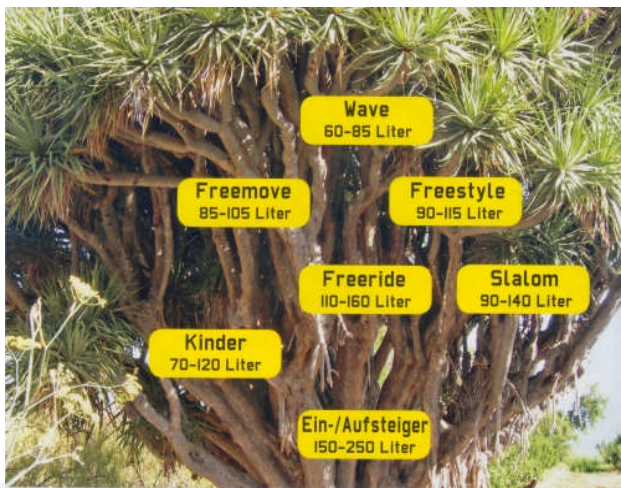 Wave
60-85 Liter
Freemove
85-105 Liter
Freestyle
90-115 Liter
Freeride
110-160 Liter
Slalom
90-140 Liter
Kinder
70-120 Liter
Ein-/Aufsteiger
150-250 Liter